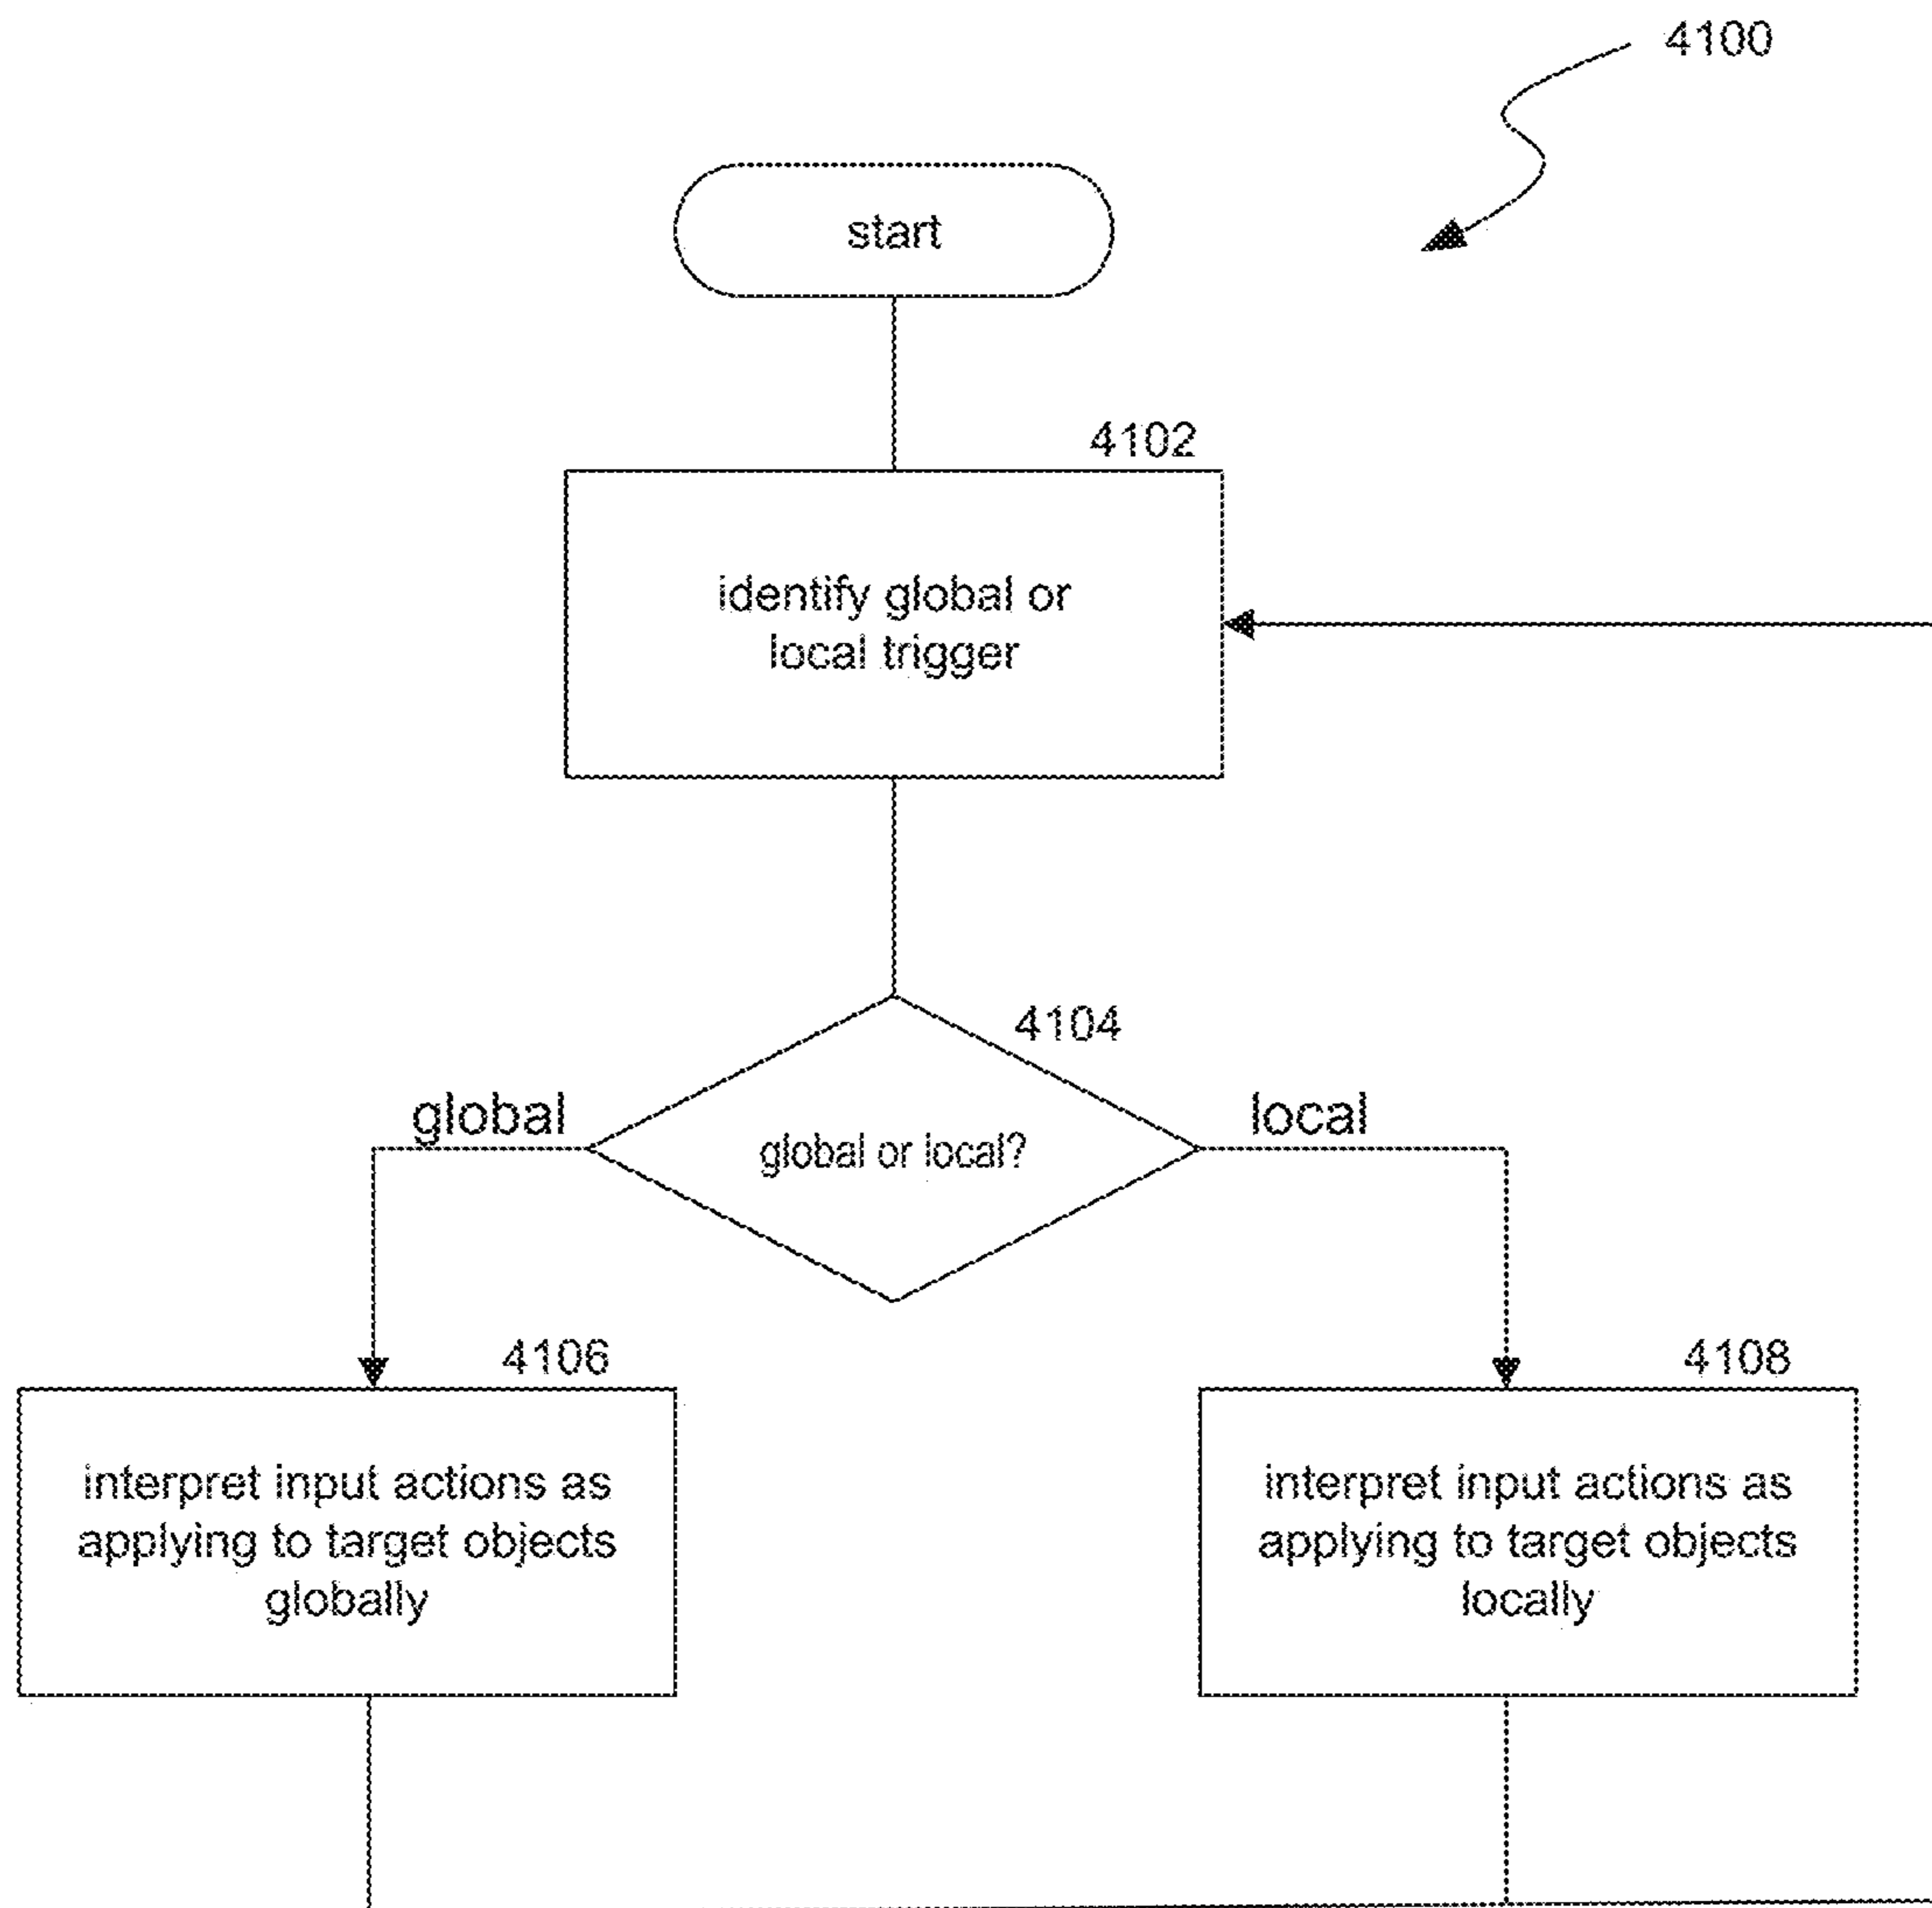 4100
start
4102
identify global or
local trigger
4104
global
global or local?
local
4106
interpret input actions as
applying to target objects
globally
4108
interpret input actions as
applying to target objects
locally